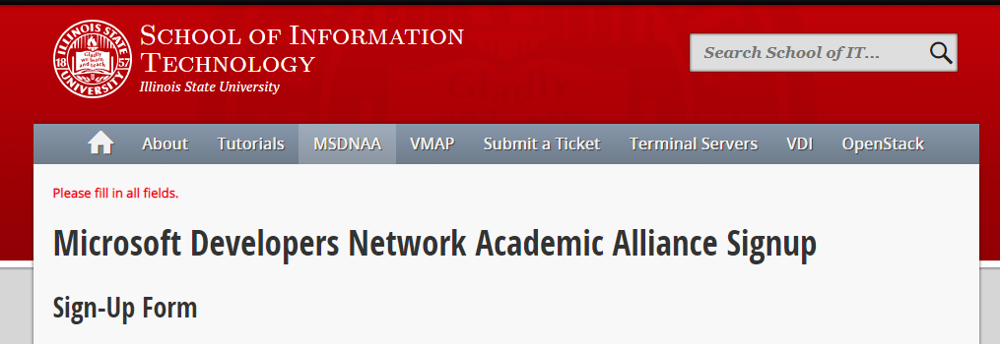 ILLINOIS STATE UNIVERSITY
18 57
Gladly
we learn
and teach
School of Information
Technology
Illinois State University
Search School of IT...
About Tutorials MSDNAA VMAP Submit a Ticket Terminal Servers VDI OpenStack
Please fill in all fields.
Microsoft Developers Network Academic Alliance Signup
Sign-Up Form